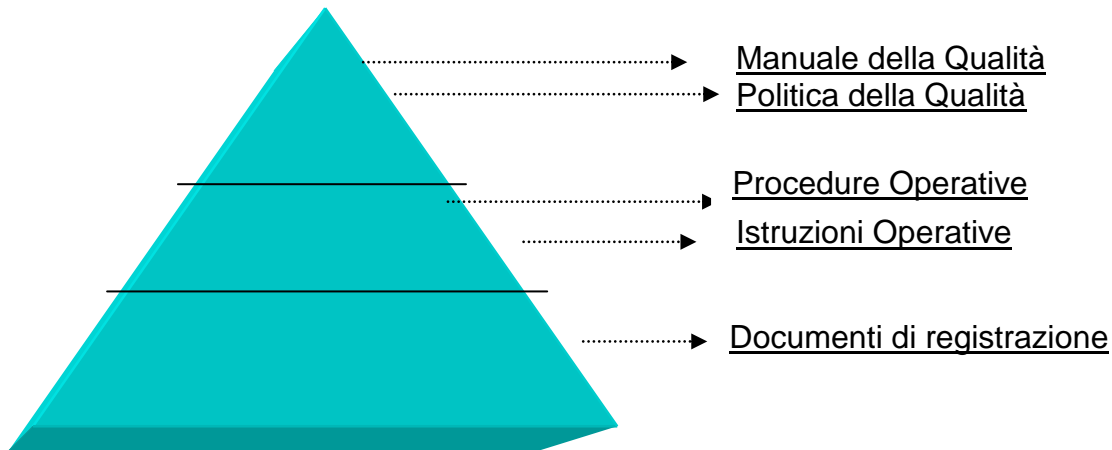 Manuale della Qualità
Politica della Qualità
Procedure Operative
Istruzioni Operative
Documenti di registrazione